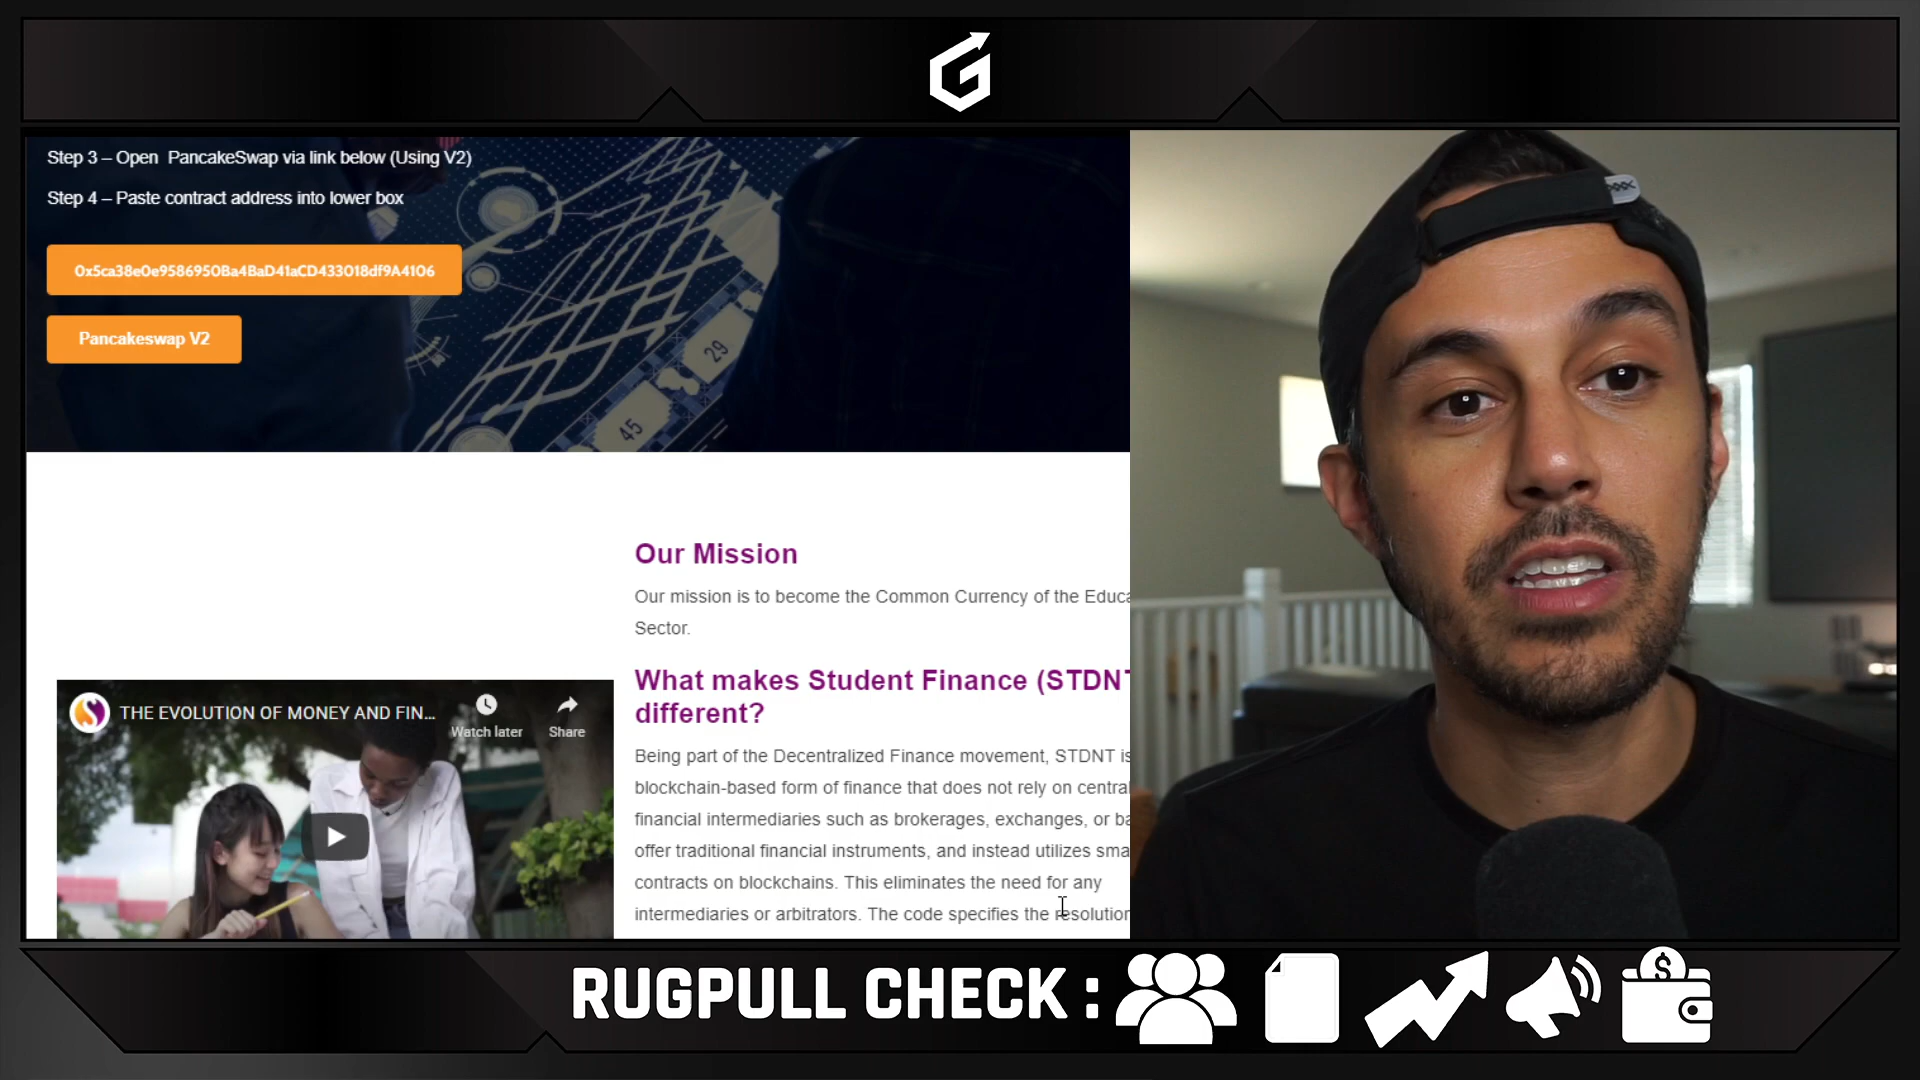 Step 3 – Open  PancakeSwap via link below (Using V2)
Step 4 – Paste contract address into lower box
0x5ca38e0e9586950Ba4BaD41aCD433018df9A4106
Pancakeswap V2
29
45
Our Mission
Our mission is to become the Common Currency of the Educa
Sector.
What makes Student Finance (STDNT
different?
THE EVOLUTION OF MONEY AND FIN...
Watch later
Share
Being part of the Decentralized Finance movement, STDNT is
blockchain-based form of finance that does not rely on central
financial intermediaries such as brokerages, exchanges, or ba
offer traditional financial instruments, and instead utilizes sma
contracts on blockchains. This eliminates the need for any
intermediaries or arbitrators. The code specifies the resolution
RUGPULL CHECK :